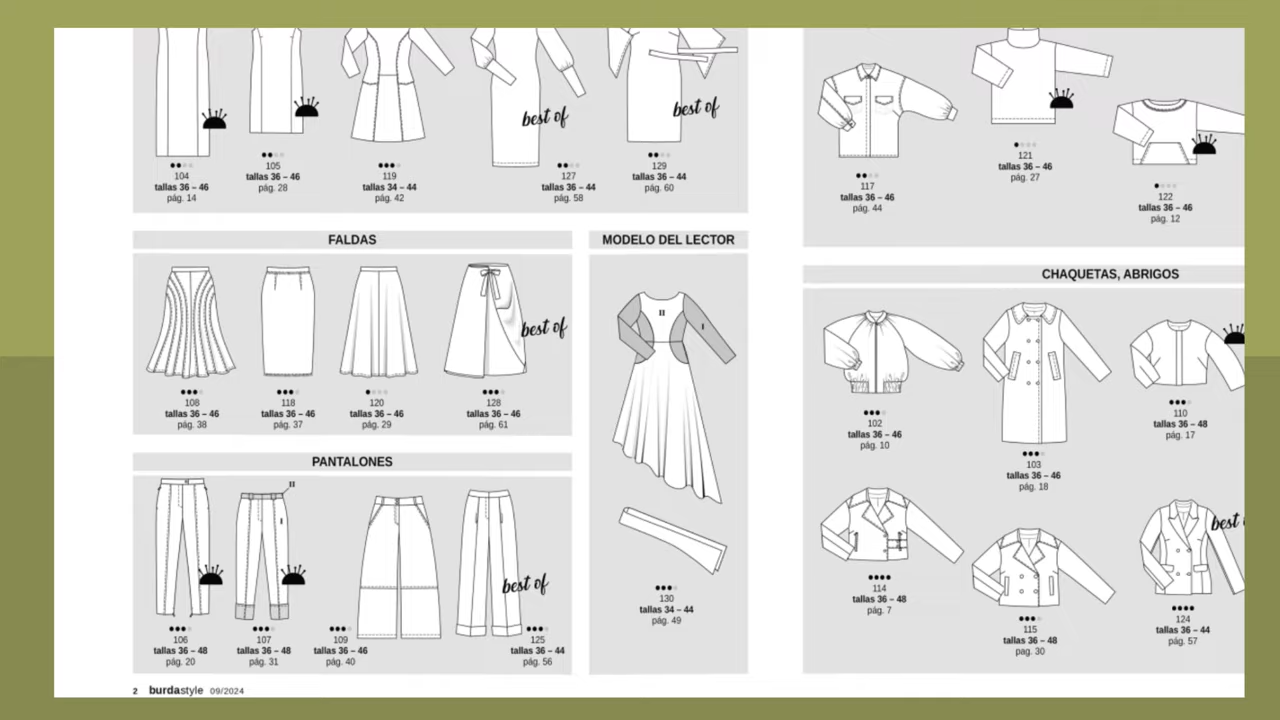 best of
best of
104
tallas 36 – 46
pág. 14
105
tallas 36 – 46
pág. 28
119
tallas 34 – 44
pág. 42
127
tallas 36 – 44
pág. 58
129
tallas 36 – 44
pág. 60
FALDAS
best of
108
tallas 36 – 46
pág. 38
118
tallas 36 – 46
pág. 37
120
tallas 36 – 46
pág. 29
128
tallas 36 – 46
pág. 61
PANTALONES
II
I
best of
106
tallas 36 – 48
pág. 20
107
tallas 36 – 48
pág. 31
109
tallas 36 – 46
pág. 40
125
tallas 36 – 44
pág. 56
MODELO DEL LECTOR
II
I
130
tallas 34 – 44
pág. 49
2 burdastyle 09/2024
117
tallas 36 – 46
pág. 44
121
tallas 36 – 46
pág. 27
122
tallas 36 – 46
pág. 12
CHAQUETAS, ABRIGOS
102
tallas 36 – 46
pág. 10
103
tallas 36 – 46
pág. 18
110
tallas 36 – 48
pág. 17
best
114
tallas 36 – 48
pág. 7
115
tallas 36 – 48
pag. 30
124
tallas 36 – 44
pág. 57